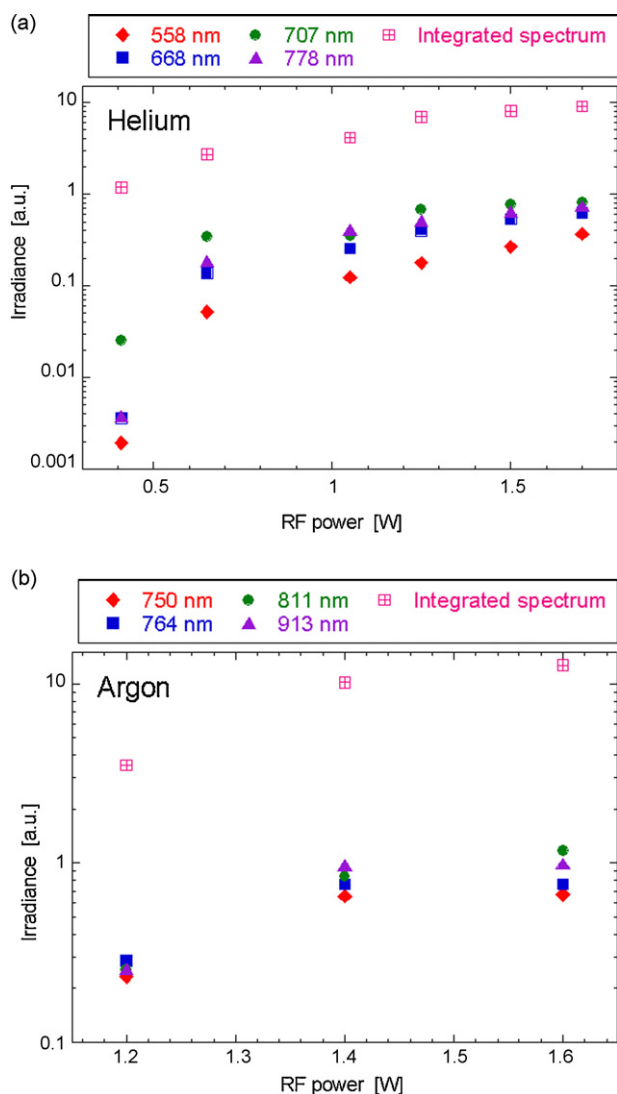 (a)
558 nm 707 nm Integrated spectrum
668 nm 778 nm
Helium
10
1
0.1
0.01
0.001
Irradiance [a.u.]
0.5 1 1.5
RF power [W]
(b)
750 nm 811 nm Integrated spectrum
764 nm 913 nm
Argon
10
1
0.1
Irradiance [a.u.]
1.2 1.3 1.4 1.5 1.6
RF power [W]